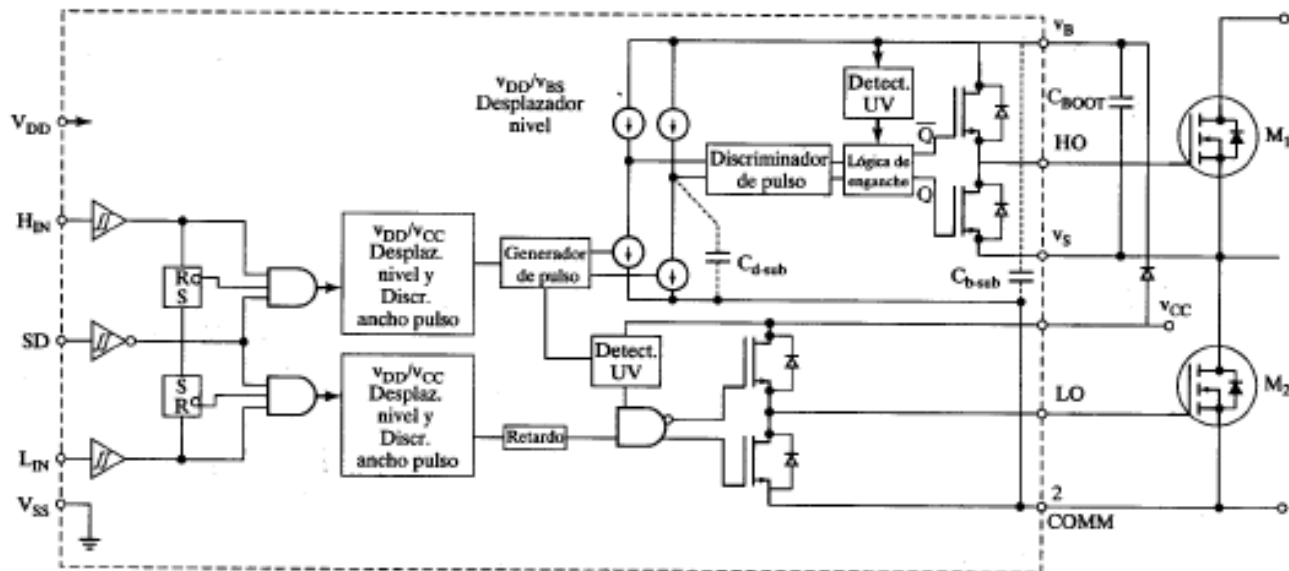 V_B
v_DD/v_BS
Desplazador
nivel
Detect.
UV
C_BOOT
V_DD
Q̅
HO
M₁
Discriminador
de pulso
Lógica de
enganche
Q
H_IN
v_DD/v_CC
Desplaz.
nivel y
Discr.
ancho pulso
Generador
de pulso
C_d-sub
v_S
C_b-sub
R
S
v_CC
SD
Detect.
UV
v_DD/v_CC
Desplaz.
nivel y
Discr.
ancho pulso
S
R
M₂
LO
Retardo
L_IN
V_SS
2
COMM